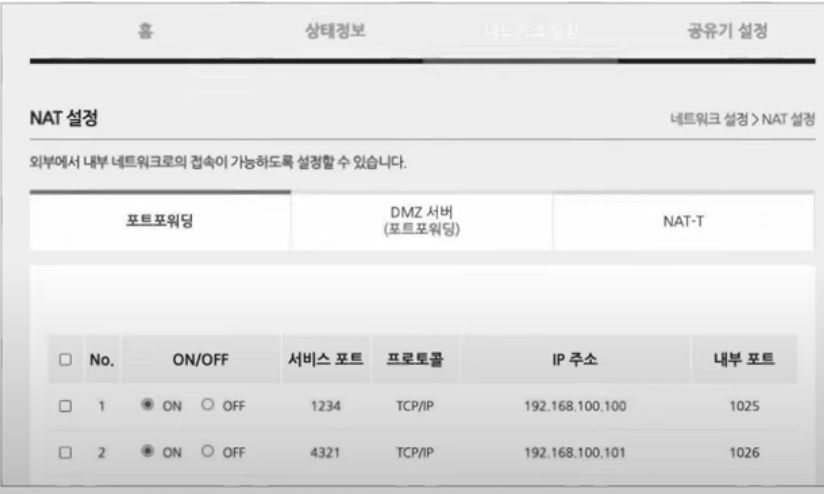 홈 상태정보 네트워크 설정 공유기 설정
NAT 설정 네트워크 설정 > NAT 설정
외부에서 내부 네트워크로의 접속이 가능하도록 설정할 수 있습니다.
포트포워딩 DMZ 서버 (포트포워딩) NAT-T
No. ON/OFF 서비스 포트 프로토콜 IP 주소 내부 포트
1 ON OFF 1234 TCP/IP 192.168.100.100 1025
2 ON OFF 4321 TCP/IP 192.168.100.101 1026